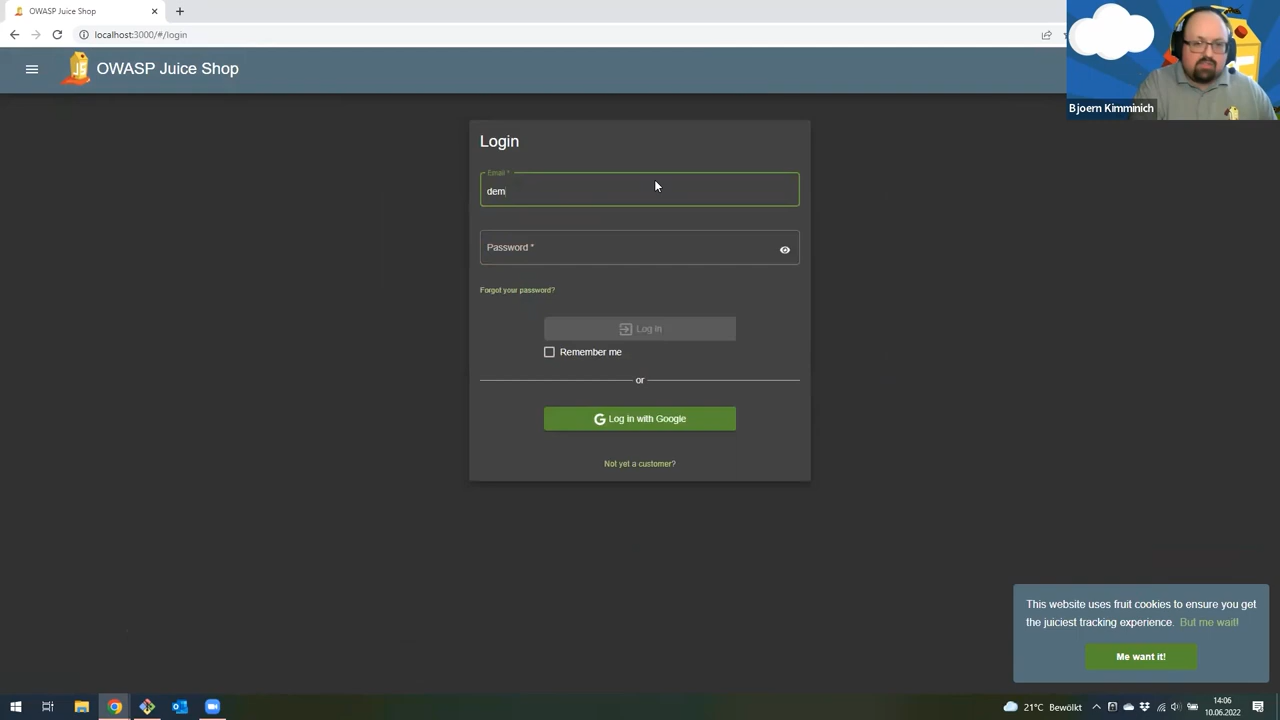 OWASP Juice Shop
localhost:3000/#/login
OWASP Juice Shop
Bjoern Kimminich
Login
Email *
dem
Password *
Forgot your password?
Log in
Remember me
or
Log in with Google
Not yet a customer?
This website uses fruit cookies to ensure you get
the juiciest tracking experience. But me wait!
Me want it!
21°C Bewölkt
14:06
10.06.2022